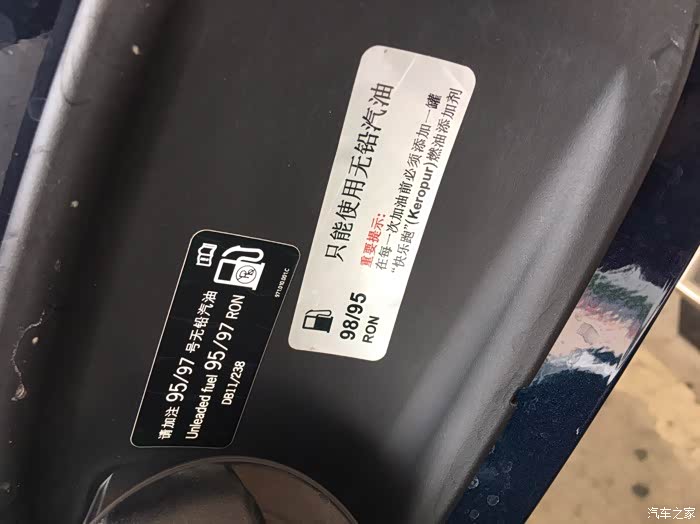 只能使用无铅汽油
98/95
RON
重要提示:
在每一次加油前必须添加一罐
“快乐跑”(Keropur)燃油添加剂
请加注 95/97 号无铅汽油
Unleaded fuel 95/97 RON
DB11/238
汽车之家